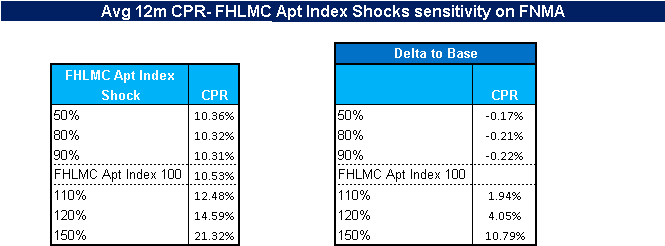 Avg 12m CPR- FHLMC Apt Index Shocks sensitivity on FNMA
FHLMC Apt Index Shock CPR
50% 10.36%
80% 10.32%
90% 10.31%
FHLMC Apt Index 100 10.53%
110% 12.48%
120% 14.59%
150% 21.32%
Delta to Base
CPR
50% -0.17%
80% -0.21%
90% -0.22%
FHLMC Apt Index 100
110% 1.94%
120% 4.05%
150% 10.79%